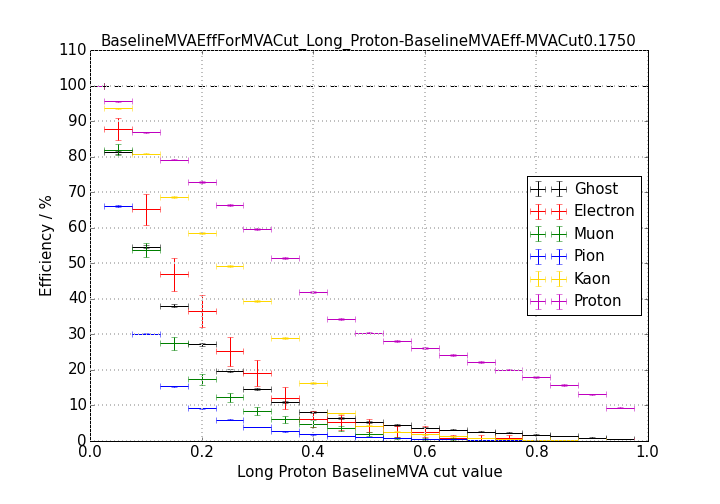 BaselineMVAEffForMVACut_Long_Proton-BaselineMVAEff-MVACut0.1750
110
100
90
80
70
60
50
40
30
20
10
0
Efficiency / %
Ghost
Electron
Muon
Pion
Kaon
Proton
0.0 0.2 0.4 0.6 0.8 1.0
Long Proton BaselineMVA cut value